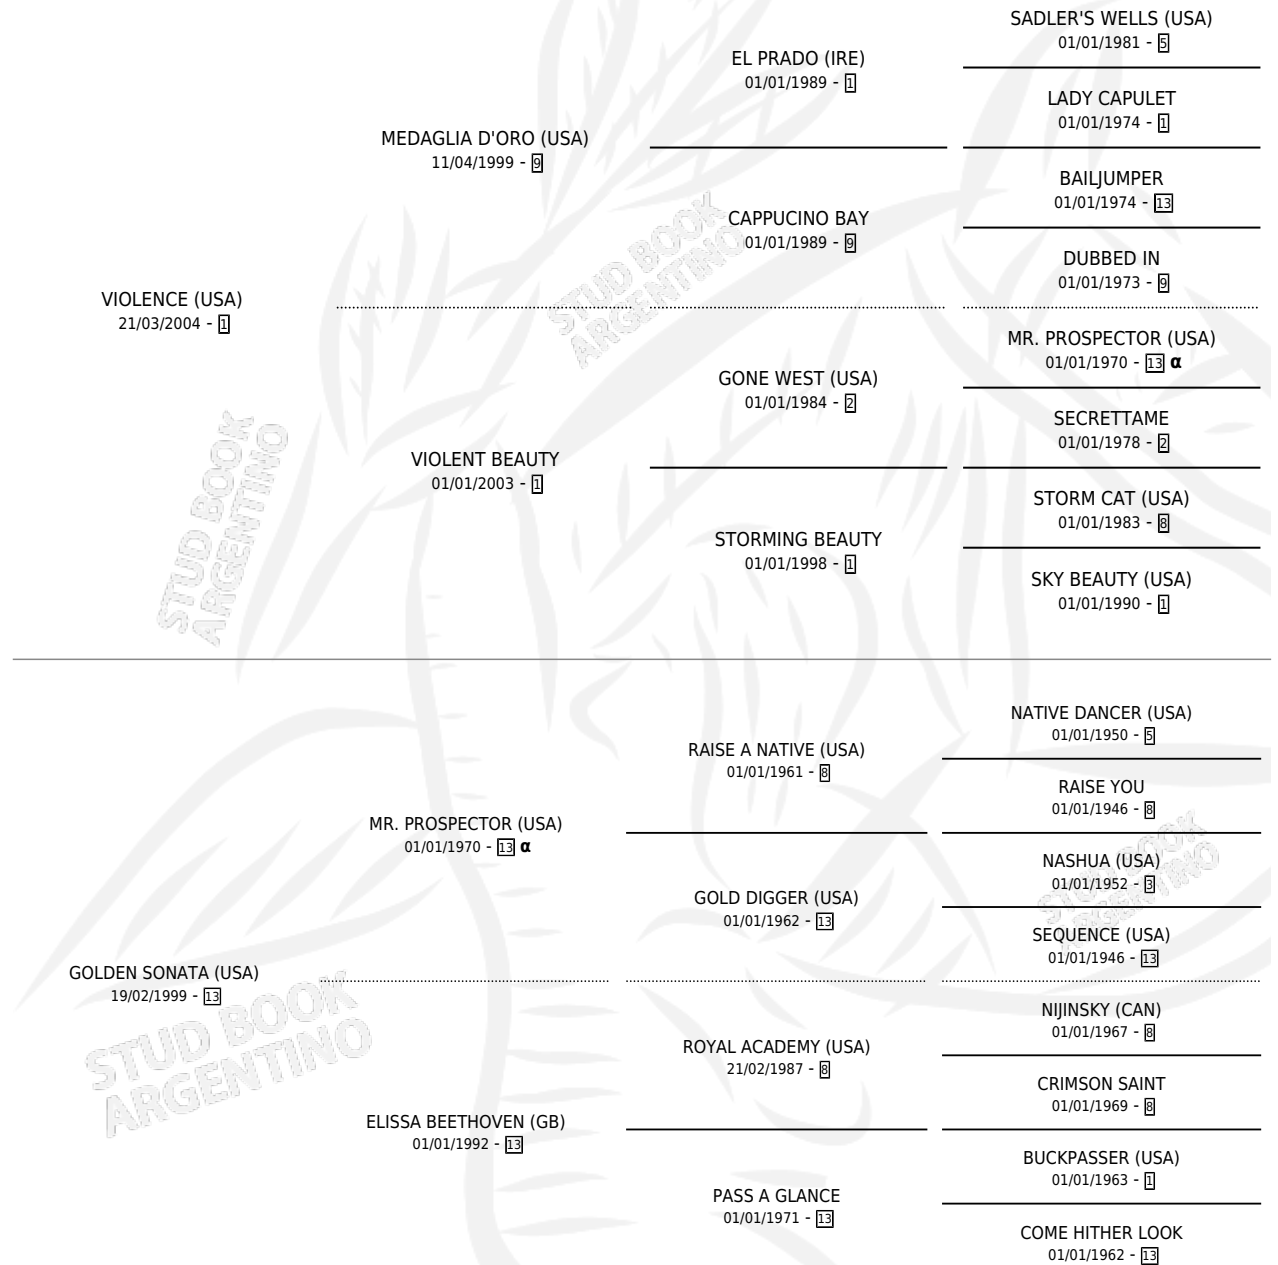 SADLER'S WELLS (USA)
01/01/1981 - 5
EL PRADO (IRE)
01/01/1989 - 1
LADY CAPULET
01/01/1974 - 1
MEDAGLIA D'ORO (USA)
11/04/1999 - 9
BAILJUMPER
01/01/1974 - 13
CAPPUCINO BAY
01/01/1989 - 9
DUBBED IN
01/01/1973 - 9
VIOLENCE (USA)
21/03/2004 - 1
MR. PROSPECTOR (USA)
01/01/1970 - 13 α
GONE WEST (USA)
01/01/1984 - 2
SECRETTAME
01/01/1978 - 2
VIOLENT BEAUTY
01/01/2003 - 1
STORM CAT (USA)
01/01/1983 - 8
STORMING BEAUTY
01/01/1998 - 1
SKY BEAUTY (USA)
01/01/1990 - 1
NATIVE DANCER (USA)
01/01/1950 - 5
RAISE A NATIVE (USA)
01/01/1961 - 8
RAISE YOU
01/01/1946 - 8
MR. PROSPECTOR (USA)
01/01/1970 - 13 α
NASHUA (USA)
01/01/1952 - 3
GOLD DIGGER (USA)
01/01/1962 - 13
SEQUENCE (USA)
01/01/1946 - 13
GOLDEN SONATA (USA)
19/02/1999 - 13
NIJINSKY (CAN)
01/01/1967 - 8
ROYAL ACADEMY (USA)
21/02/1987 - 8
CRIMSON SAINT
01/01/1969 - 8
ELISSA BEETHOVEN (GB)
01/01/1992 - 13
BUCKPASSER (USA)
01/01/1963 - 1
PASS A GLANCE
01/01/1971 - 13
COME HITHER LOOK
01/01/1962 - 13
STUD BOOK
ARGENTINO
STUD BOOK
ARGENTINO
STUD BOOK
ARGENTINO
STUD BOOK
ARGENTINO